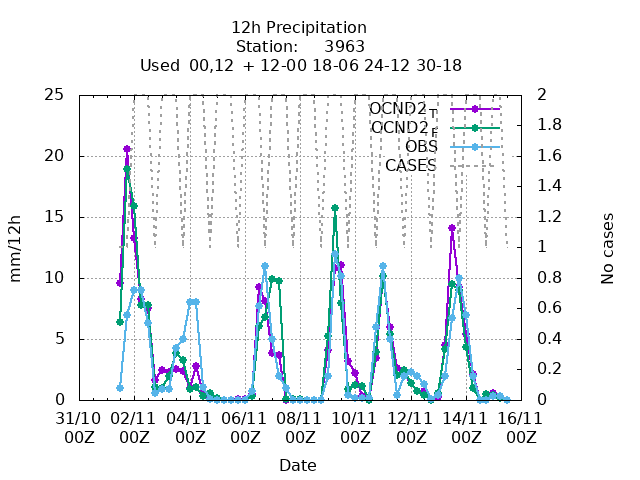 12h Precipitation
Station: 3963
Used 00,12 + 12-00 18-06 24-12 30-18
25 2
OCND2_T
1.8
OCND2_F
OBS
20 1.6
CASES
1.4
15 1.2
mm/12h
1
No cases
10 0.8
0.6
5 0.4
0.2
0 0
31/10 02/11 04/11 06/11 08/11 10/11 12/11 14/11 16/11
00Z 00Z 00Z 00Z 00Z 00Z 00Z 00Z 00Z
Date